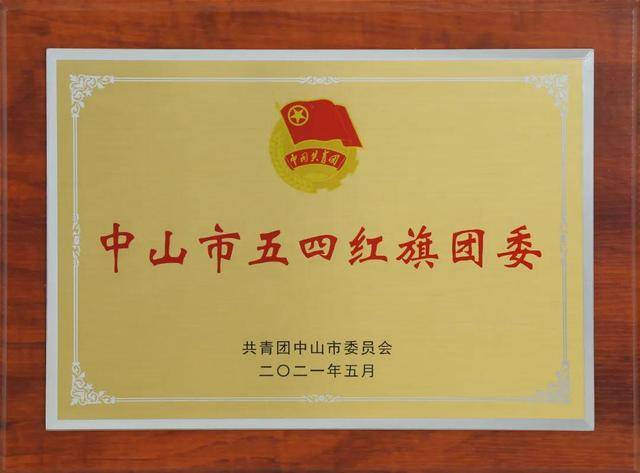 中国共青团
中山市五四红旗团委
共青团中山市委员会
二〇二一年五月